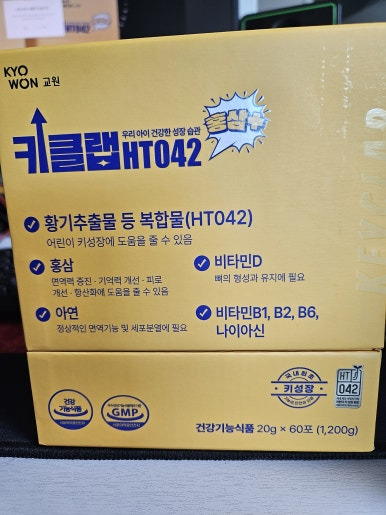 KYO
WON 교원
우리 아이 건강한 성장 습관
키클랩HT042
홍삼+
황기추출물 등 복합물(HT042)
어린이 키성장에 도움을 줄 수 있음
홍삼
면역력 증진 · 기억력 개선 · 피로
개선 · 항산화에 도움을 줄 수 있음
비타민D
뼈의 형성과 유지에 필요
아연
정상적인 면역기능 및 세포분열에 필요
비타민B1, B2, B6,
나이아신
건강
기능식품
GMP
국내최초
키성장
HT
042
건강기능식품 20g × 60포 (1,200g)